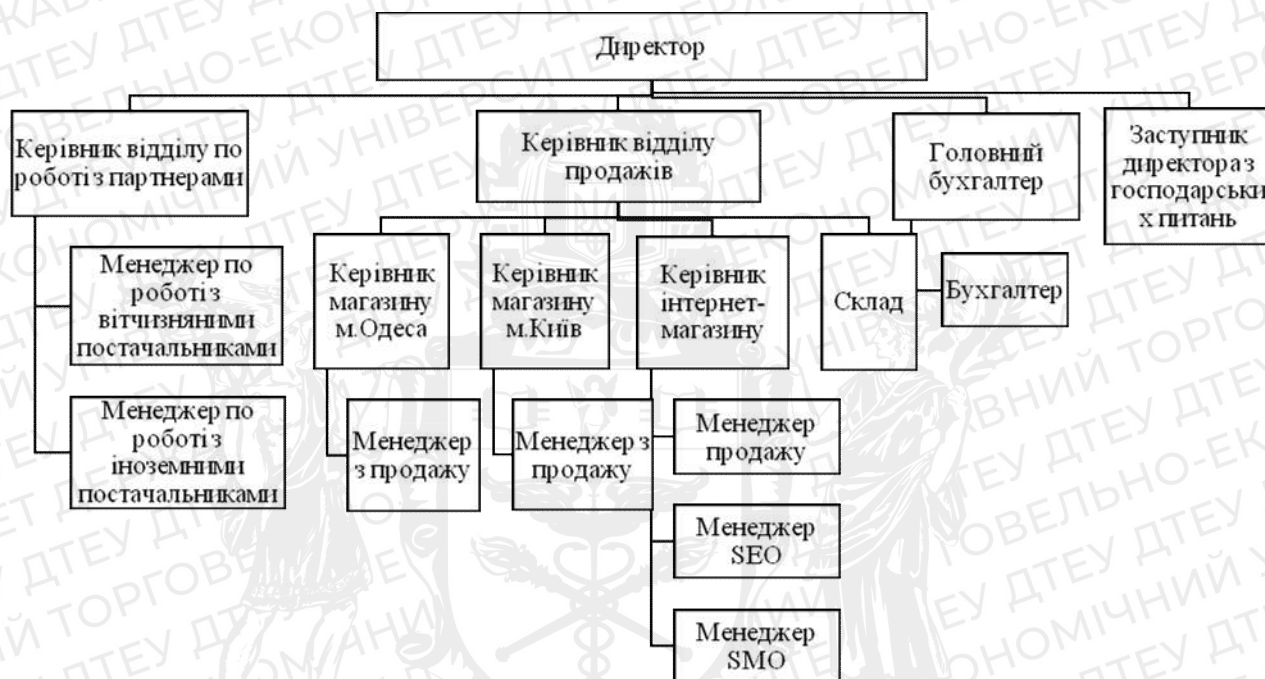 Директор
Керівник відділу по
роботі з партнерами
Керівник відділу
продажів
Головний
бухгалтер
Заступник
директора з
господарськи
х питань
Менеджер по
роботі з
вітчизняними
постачальниками
Менеджер по
роботі з
іноземними
постачальниками
Керівник
магазину
м.Одеса
Менеджер
з продажу
Керівник
магазину
м.Київ
Менеджер з
продажу
Керівник
інтернет-
магазину
Менеджер
продажу
Менеджер
SEO
Менеджер
SMO
Склад
Бухгалтер